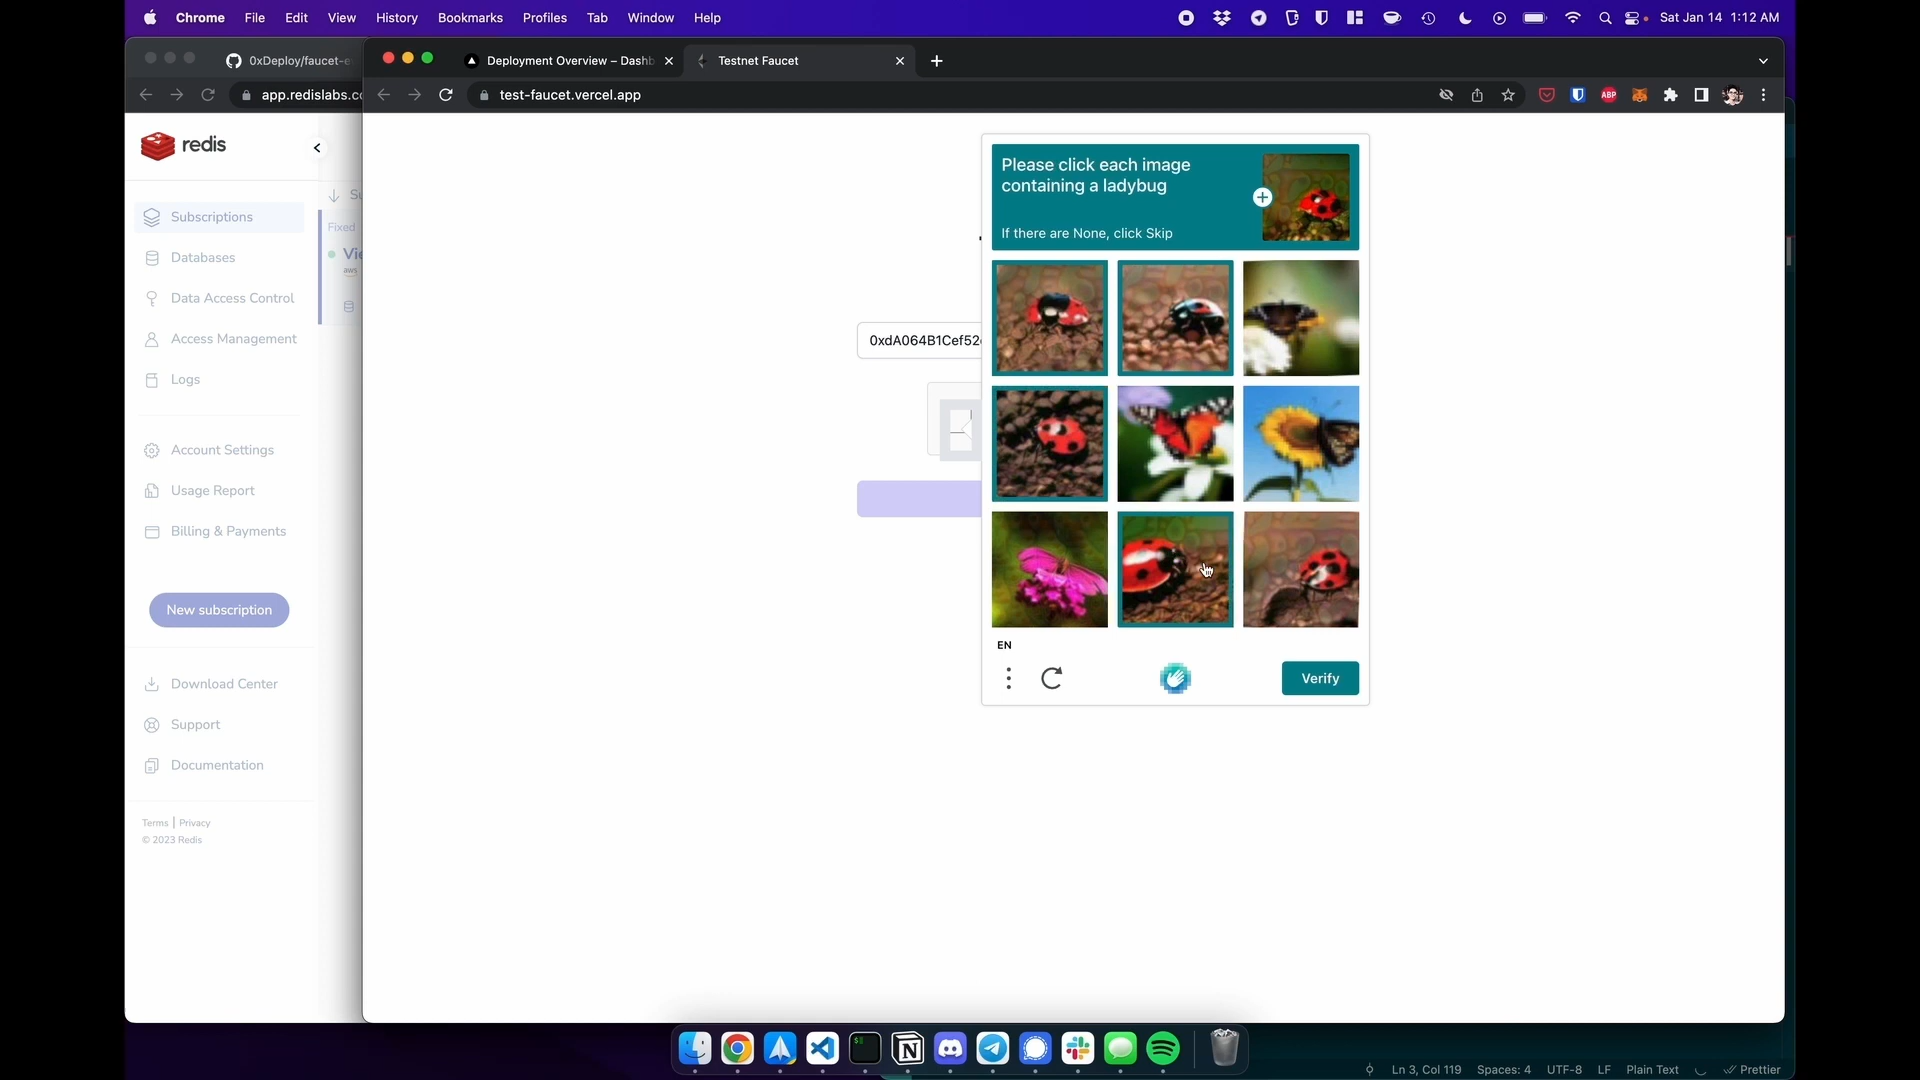 Chrome File Edit View History Bookmarks Profiles Tab Window Help
Sat Jan 14 1:12 AM
0xDeploy/faucet-e
Deployment Overview – Dashb
Testnet Faucet
app.redislabs.co
test-faucet.vercel.app
ABP
redis
Subscriptions
Databases
Data Access Control
Access Management
Logs
Account Settings
Usage Report
Billing & Payments
New subscription
Download Center
Support
Documentation
Terms | Privacy
© 2023 Redis
Su
Fixed
Vie
aws
0xdA064B1Cef52
Please click each image
containing a ladybug
If there are None, click Skip
EN
Verify
Ln 3, Col 119 Spaces: 4 UTF-8 LF Plain Text Prettier